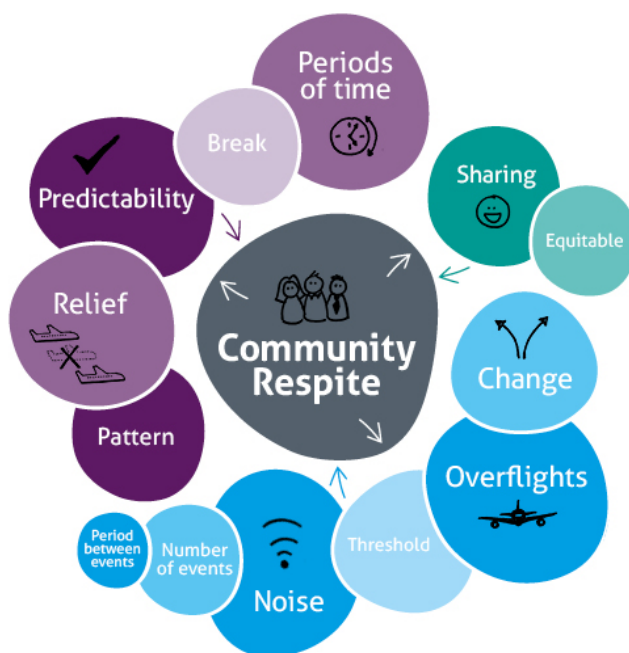 Periods
of time
Break
Predictability
Sharing
Equitable
Relief
Community
Respite
Change
Pattern
Overflights
Period
between
events
Number
of events
Noise
Threshold